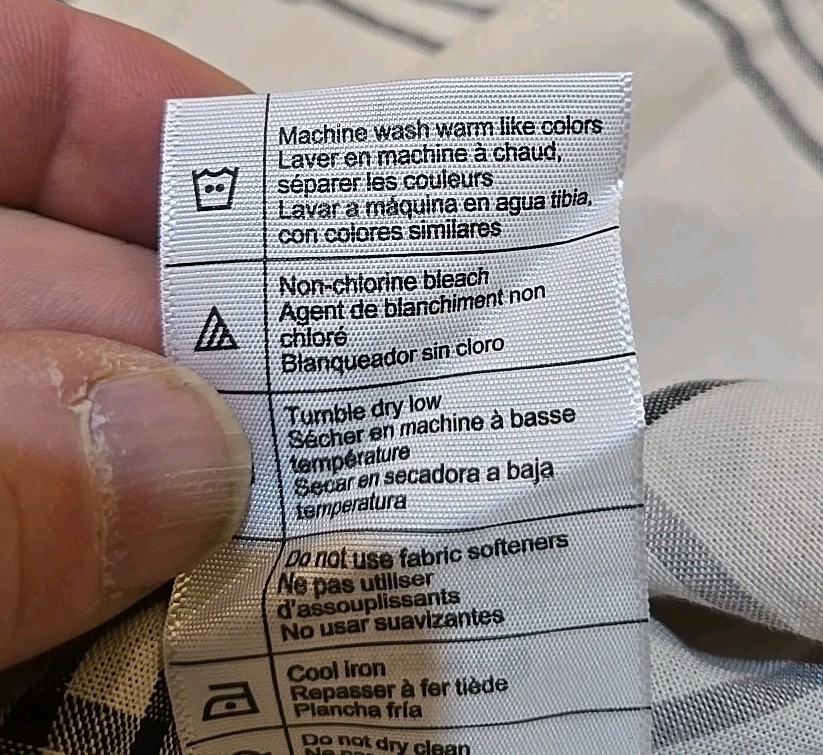 Machine wash warm like colors
Laver en machine à chaud,
séparer les couleurs
Lavar a máquina en agua tibia,
con colores similares
Non-chlorine bleach
Agent de blanchiment non
chloré
Blanqueador sin cloro
Tumble dry low
Sécher en machine à basse
température
Secar en secadora a baja
temperatura
Do not use fabric softeners
Ne pas utiliser
d'assouplissants
No usar suavizantes
Cool iron
Repasser à fer tiède
Plancha fría
Do not dry clean